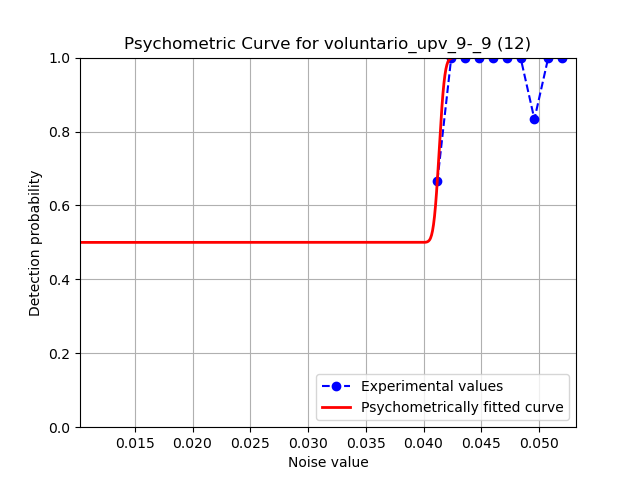 Psychometric Curve for voluntario_upv_9-_9 (12)
Detection probability
1.0
0.8
0.6
0.4
0.2
0.0
0.015 0.020 0.025 0.030 0.035 0.040 0.045 0.050
Noise value
Experimental values
Psychometrically fitted curve